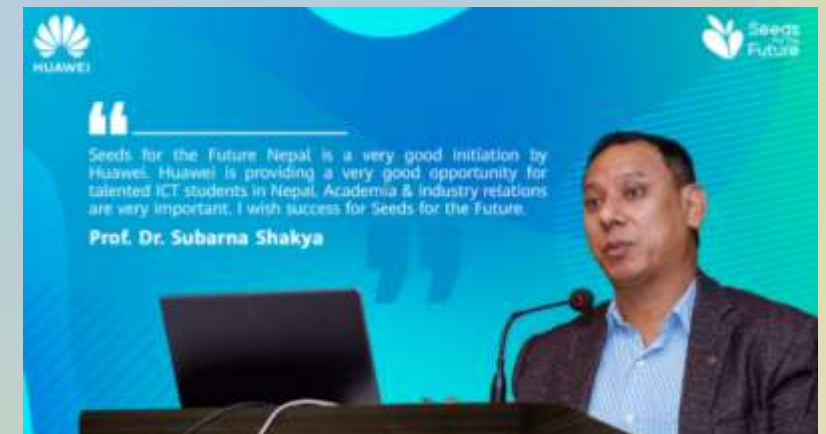 HUAWEI
Seeds
For The
Future
Seeds for the Future Nepal is a very good initiation by
Huawei. Huawei is providing a very good opportunity for
talented ICT students in Nepal. Academia & industry relations
are very important. I wish success for Seeds for the Future.
Prof. Dr. Subarna Shakya